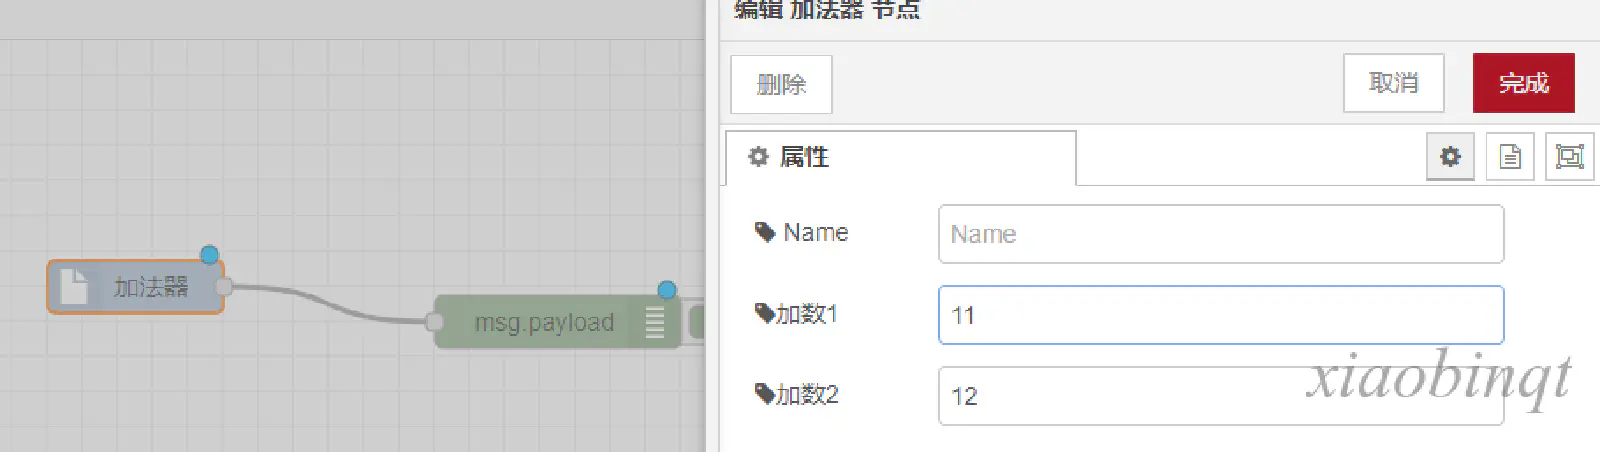 编辑 加法器 节点
删除
取消
完成
属性
Name
Name
加数1
11
加数2
12
加法器
msg.payload
xiaobinqt